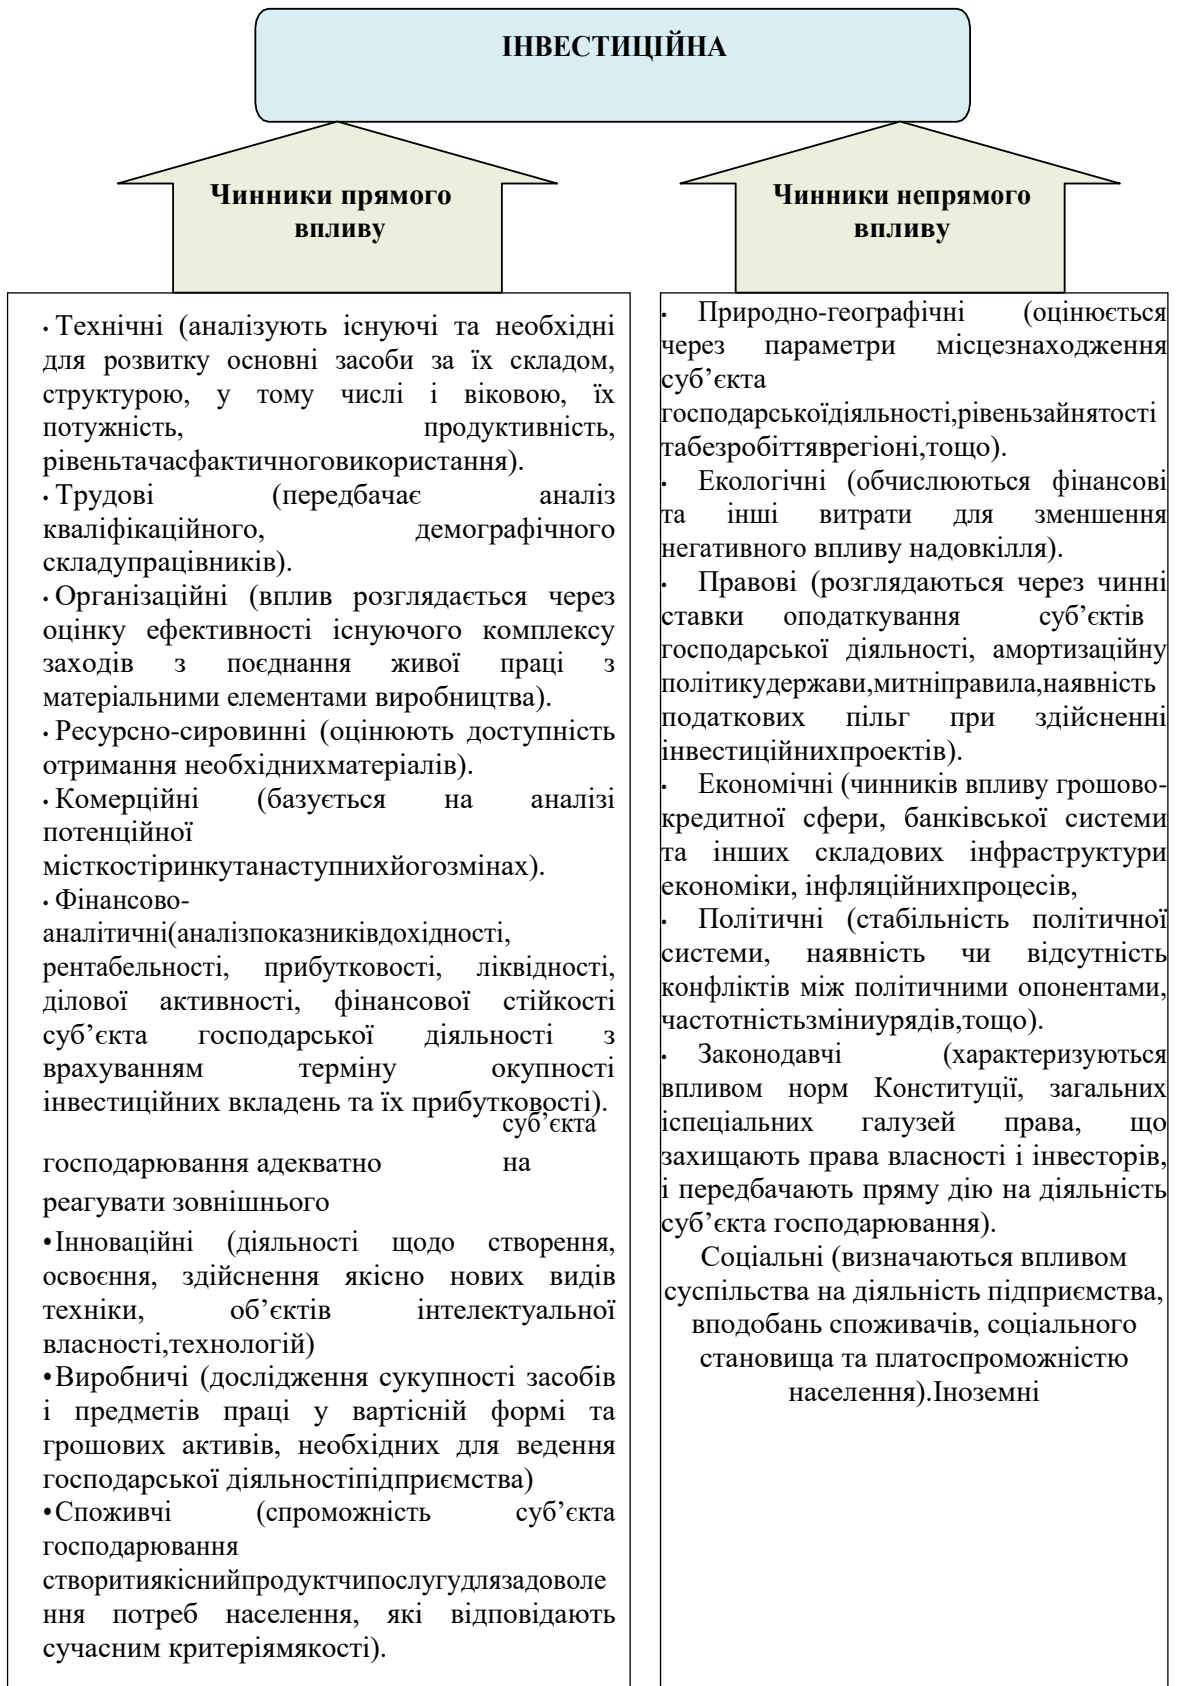 ІНВЕСТИЦІЙНА
Чинники прямого
впливу
Чинники непрямого
впливу
• Технічні (аналізують існуючі та необхідні
для розвитку основні засоби за їх складом,
структурою, у тому числі і віковою, їх
потужність, продуктивність,
рівеньтачасфактичноговикористання).
• Трудові (передбачає аналіз
кваліфікаційного, демографічного
складупрацівників).
• Організаційні (вплив розглядається через
оцінку ефективності існуючого комплексу
заходів з поєднання живої праці з
матеріальними елементами виробництва).
• Ресурсно-сировинні (оцінюють доступність
отримання необхіднихматеріалів).
• Комерційні (базується на аналізі
потенційної
місткостіринкутанаступнихйогозмінах).
• Фінансово-
аналітичні(аналізпоказниківдохідності,
рентабельності, прибутковості, ліквідності,
ділової активності, фінансової стійкості
суб’єкта господарської діяльності з
врахуванням терміну окупності
інвестиційних вкладень та їх прибутковості).
суб’єкта
господарювання адекватно на
реагувати зовнішнього
•Інноваційні (діяльності щодо створення,
освоєння, здійснення якісно нових видів
техніки, об’єктів інтелектуальної
власності,технологій)
•Виробничі (дослідження сукупності засобів
і предметів праці у вартісній формі та
грошових активів, необхідних для ведення
господарської діяльностіпідприємства)
•Споживчі (спроможність суб’єкта
господарювання
створитиякіснийпродуктчипослугудлязадоволе
ння потреб населення, які відповідають
сучасним критеріямякості).
• Природно-географічні (оцінюється
через параметри місцезнаходження
суб’єкта
господарськоїдіяльності,рівеньзайнятості
табезробіттяврегіоні,тощо).
• Екологічні (обчислюються фінансові
та інші витрати для зменшення
негативного впливу надовкілля).
• Правові (розглядаються через чинні
ставки оподаткування суб’єктів
господарської діяльності, амортизаційну
політикудержави,митніправила,наявність
податкових пільг при здійсненні
інвестиційнихпроектів).
• Економічні (чинників впливу грошово-
кредитної сфери, банківської системи
та інших складових інфраструктури
економіки, інфляційнихпроцесів,
• Політичні (стабільність політичної
системи, наявність чи відсутність
конфліктів між політичними опонентами,
частотністьзміниурядів,тощо).
• Законодавчі (характеризуються
впливом норм Конституції, загальних
іспеціальних галузей права, що
захищають права власності і інвесторів,
і передбачають пряму дію на діяльність
суб’єкта господарювання).
Соціальні (визначаються впливом
суспільства на діяльність підприємства,
вподобань споживачів, соціального
становища та платоспроможністю
населення).Іноземні